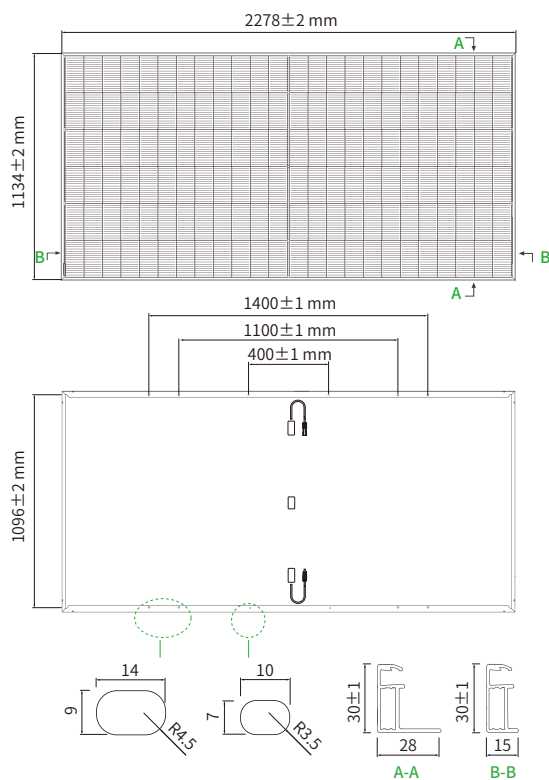 2278±2 mm
A
1134±2 mm
B
B
A
1400±1 mm
1100±1 mm
400±1 mm
1096±2 mm
14
9
R4.5
10
7
R3.5
30±1
28
A-A
30±1
15
B-B